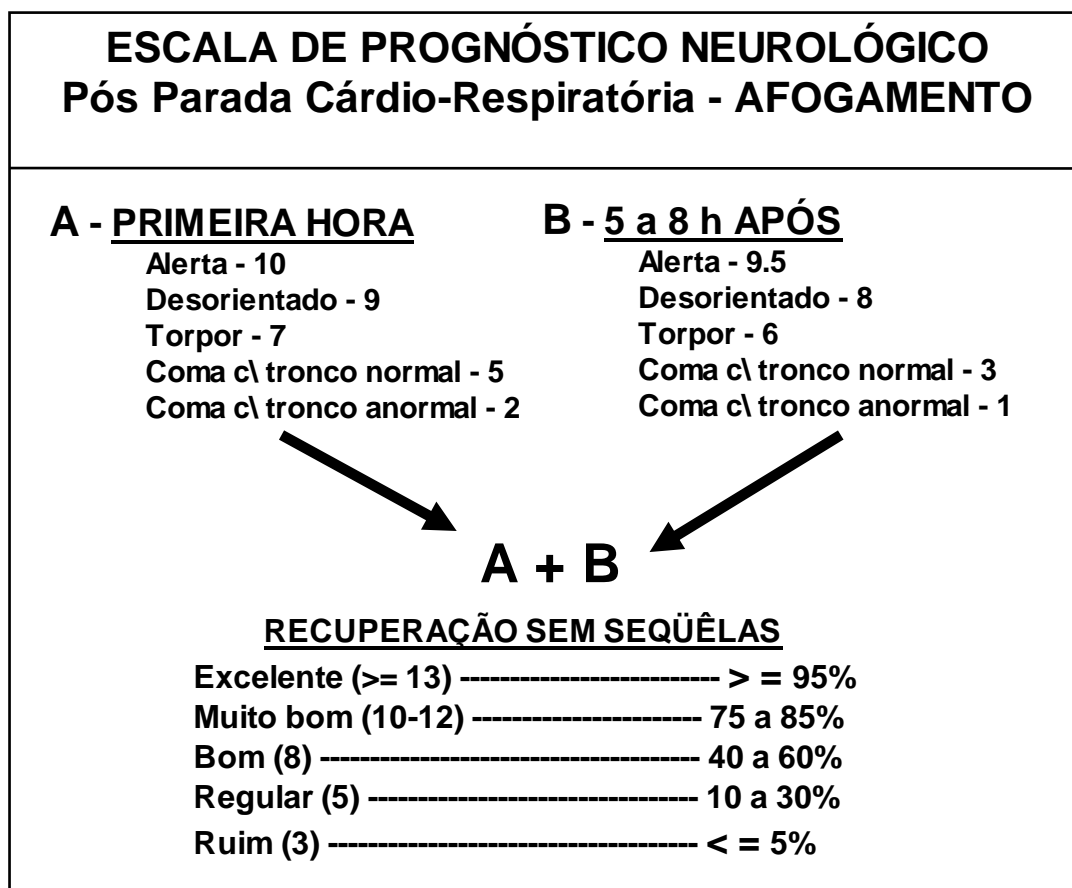 ESCALA DE PROGNÓSTICO NEUROLÓGICO
Pós Parada Cárdio-Respiratória - AFOGAMENTO
A - PRIMEIRA HORA
Alerta - 10
Desorientado - 9
Torpor - 7
Coma c\ tronco normal - 5
Coma c\ tronco anormal - 2
B - 5 a 8 h APÓS
Alerta - 9.5
Desorientado - 8
Torpor - 6
Coma c\ tronco normal - 3
Coma c\ tronco anormal - 1
A + B
RECUPERAÇÃO SEM SEQÜÊLAS
Excelente (>= 13) -------------------------- > = 95%
Muito bom (10-12) ----------------------- 75 a 85%
Bom (8) -------------------------------------- 40 a 60%
Regular (5) --------------------------------- 10 a 30%
Ruim (3) ------------------------------------- < = 5%